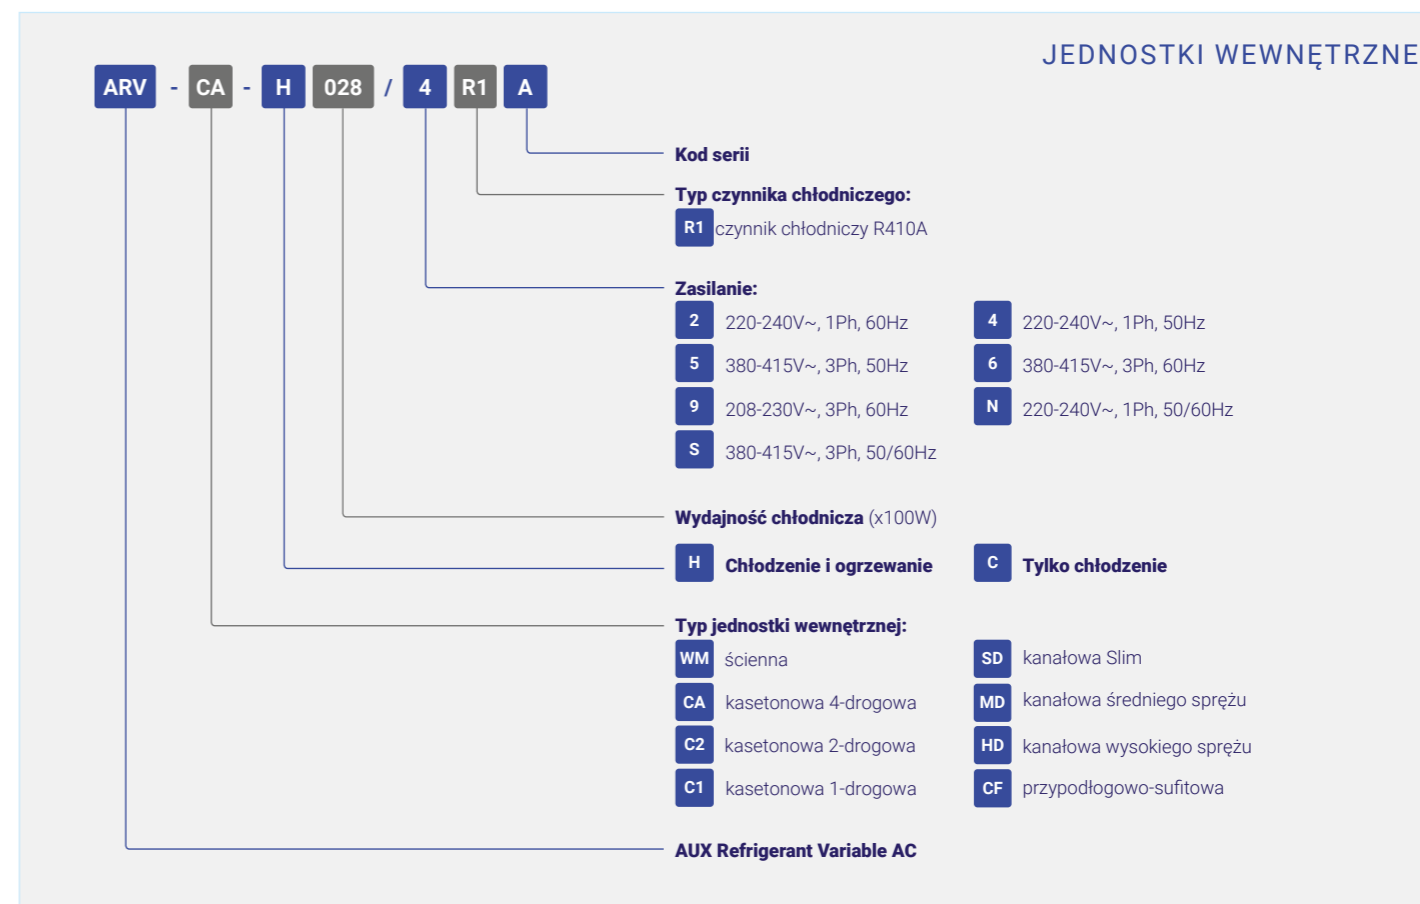 JEDNOSTKI WEWNĘTRZNE
ARV - CA - H 028 / 4 R1 A
Kod serii
Typ czynnika chłodniczego:
R1 czynnik chłodniczy R410A
Zasilanie:
2 220-240V~, 1Ph, 60Hz 4 220-240V~, 1Ph, 50Hz
5 380-415V~, 3Ph, 50Hz 6 380-415V~, 3Ph, 60Hz
9 208-230V~, 3Ph, 60Hz N 220-240V~, 1Ph, 50/60Hz
S 380-415V~, 3Ph, 50/60Hz
Wydajność chłodnicza (x100W)
H Chłodzenie i ogrzewanie C Tylko chłodzenie
Typ jednostki wewnętrznej:
WM ścienna SD kanałowa Slim
CA kasetonowa 4-drogowa MD kanałowa średniego sprężu
C2 kasetonowa 2-drogowa HD kanałowa wysokiego sprężu
C1 kasetonowa 1-drogowa CF przypodłogowo-sufitowa
AUX Refrigerant Variable AC